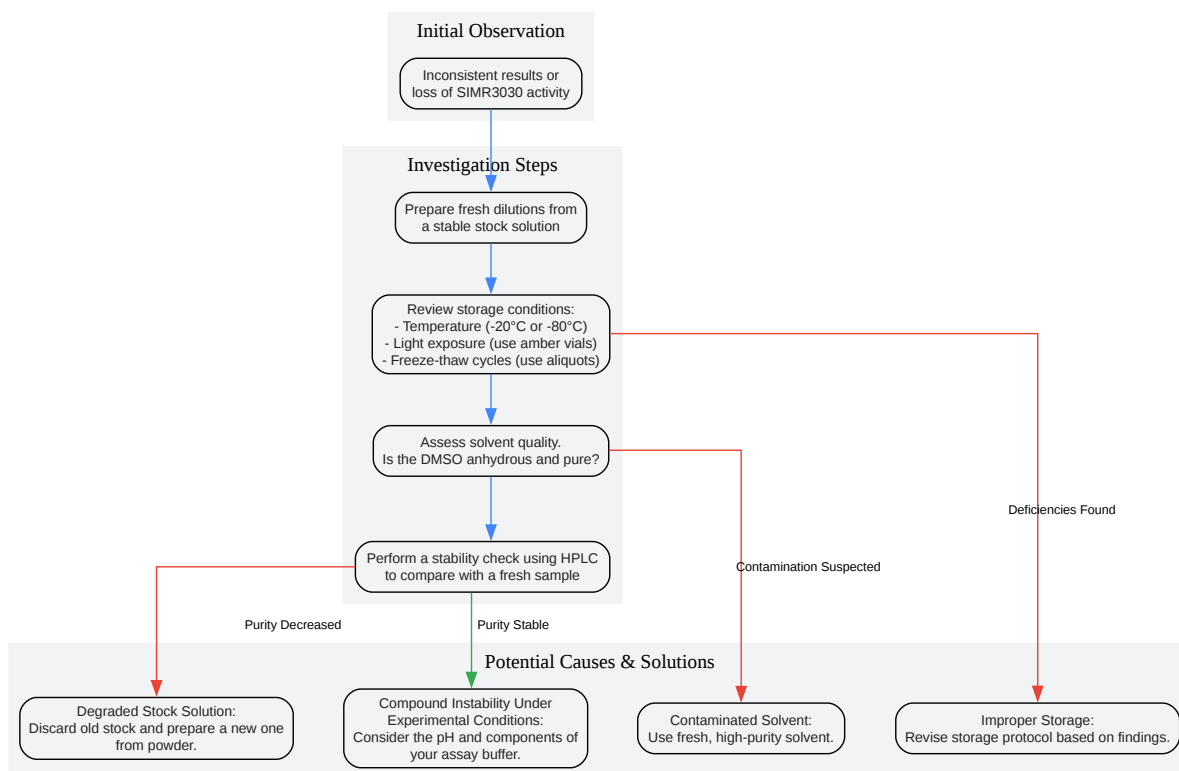 Initial Observation
Inconsistent results or
loss of SIMR3030 activity
Investigation Steps
Prepare fresh dilutions from
a stable stock solution
Review storage conditions:
- Temperature (-20°C or -80°C)
- Light exposure (use amber vials)
- Freeze-thaw cycles (use aliquots)
Assess solvent quality.
Is the DMSO anhydrous and pure?
Deficiencies Found
Perform a stability check using HPLC
to compare with a fresh sample
Contamination Suspected
Purity Decreased
Purity Stable
Potential Causes & Solutions
Degraded Stock Solution:
Discard old stock and prepare a new one
from powder.
Compound Instability Under
Experimental Conditions:
Consider the pH and components of
your assay buffer.
Contaminated Solvent:
Use fresh, high-purity solvent.
Improper Storage:
Revise storage protocol based on findings.